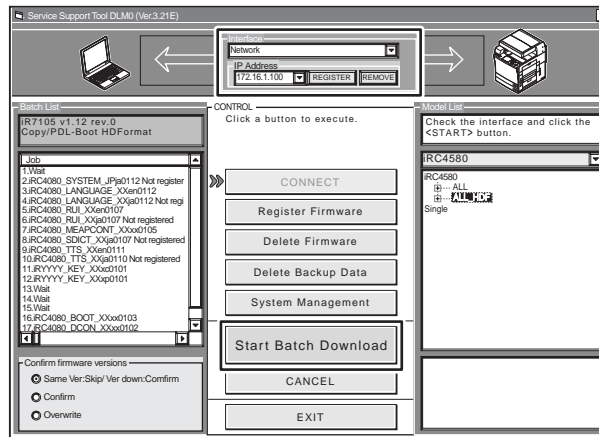 Service Support Tool DLM0 (Ver.3.21E)
Interface
Network
IP Address
172.16.1.100 REGISTER REMOVE
Batch List
iR7105 v1.12 rev.0
Copy/PDL-Boot HDFormat
Job
1.Wait
2.iRC4080_SYSTEM_JPja0112 Not register
3.iRC4080_LANGUAGE_XXen0112
4.iRC4080_LANGUAGE_XXja0112 Not regi
5.iRC4080_RUI_XXen0107
6.iRC4080_RUI_XXja0107 Not registered
7.iRC4080_MEAPCONT_XXxx0105
8.iRC4080_SDICT_XXja0107 Not registered
9.iRC4080_TTS_XXen0111
10.iRC4080_TTS_XXja0110 Not registered
11.iRYYYY_KEY_XXxc0101
12.iRYYYY_KEY_XXxp0101
13.Wait
14.Wait
15.Wait
16.iRC4080_BOOT_XXxx0103
17.iRC4080_DCON_XXxx0102
Confirm firmware versions
Same Ver:Skip/ Ver down:Comfirm
Confirm
Overwrite
CONTROL
Click a button to execute.
CONNECT
Register Firmware
Delete Firmware
Delete Backup Data
System Management
Start Batch Download
CANCEL
EXIT
Model List
Check the interface and click the
<START> button.
iRC4580
iRC4580
ALL
ALL_HDF
Single